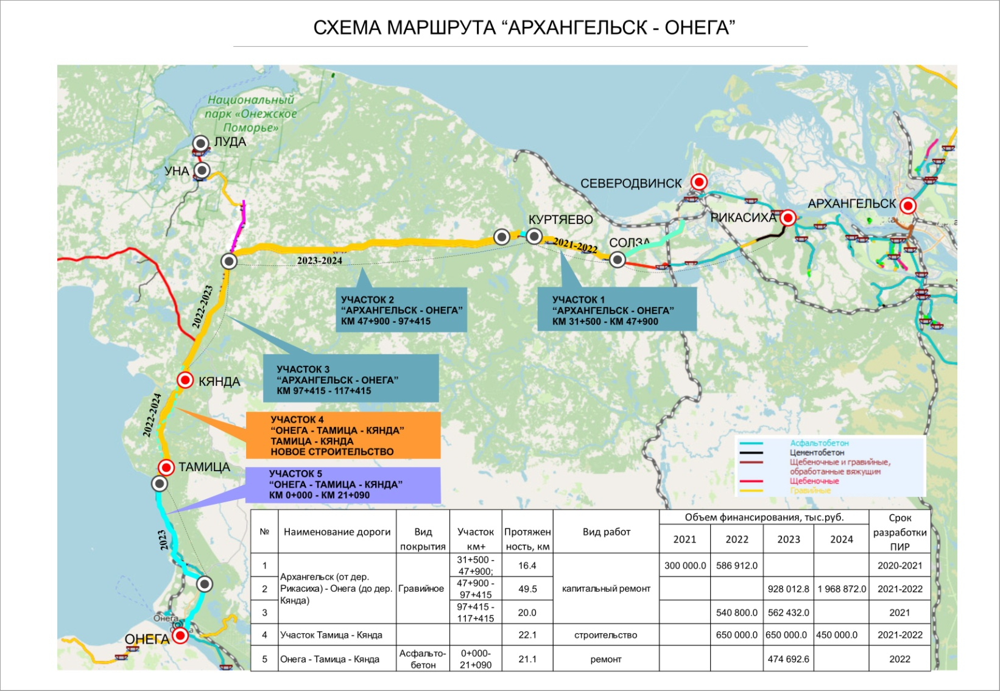 СХЕМА МАРШРУТА “АРХАНГЕЛЬСК - ОНЕГА”
Национальный
парк «Онежское
Поморье»
ЛУДА
УНА
СЕВЕРОДВИНСК
АРХАНГЕЛЬСК
РИКАСИХА
КУРТЯЕВО
СОЛЗА
2021-2022
2023-2024
2022-2023
УЧАСТОК 2
“АРХАНГЕЛЬСК - ОНЕГА”
КМ 47+900 - 97+415
УЧАСТОК 1
“АРХАНГЕЛЬСК - ОНЕГА”
КМ 31+500 - КМ 47+900
УЧАСТОК 3
“АРХАНГЕЛЬСК - ОНЕГА”
КМ 97+415 - 117+415
КЯНДА
2022-2024
УЧАСТОК 4
“ОНЕГА - ТАМИЦА - КЯНДА”
ТАМИЦА - КЯНДА
НОВОЕ СТРОИТЕЛЬСТВО
ТАМИЦА
УЧАСТОК 5
“ОНЕГА - ТАМИЦА - КЯНДА”
КМ 0+000 - КМ 21+090
2023
Онега
ОНЕГА
Асфальтобетон
Цементобетон
Щебеночные и гравийные,
обработанные вяжущим
Щебеночные
Гравийные
№ Наименование дороги Вид покрытия Участок км+ Протяжен ность, км Вид работ Объем финансирования, тыс.руб. Срок разработки ПИР
2021 2022 2023 2024
1 Архангельск (от дер. Рикасиха) - Онега (до дер. Кянда) Гравийное 31+500 - 47+900; 16.4 капитальный ремонт 300 000.0 586 912.0 2020-2021
2 47+900 - 97+415 49.5 928 012.8 1 968 872.0 2021-2022
3 97+415 - 117+415 20.0 540 800.0 562 432.0 2021
4 Участок Тамица - Кянда 22.1 строительство 650 000.0 650 000.0 450 000.0 2021-2022
5 Онега - Тамица - Кянда Асфальто- бетон 0+000- 21+090 21.1 ремонт 474 692.6 2022